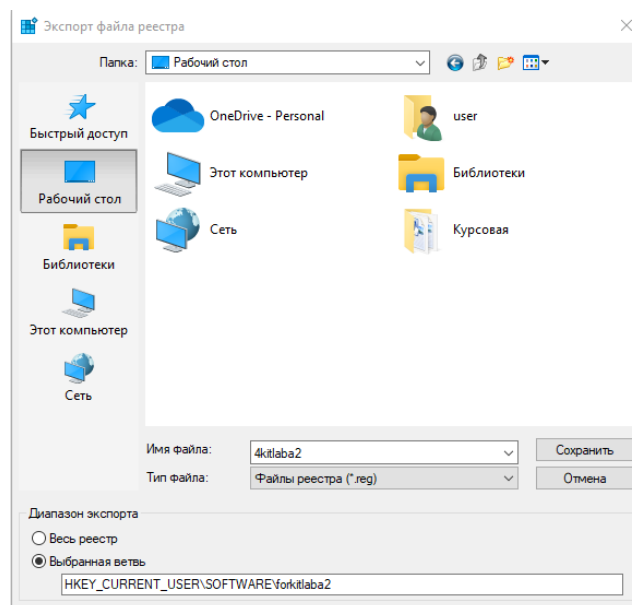 Экспорт файла реестра
Папка: Рабочий стол
Быстрый доступ
Рабочий стол
Библиотеки
Этот компьютер
Сеть
OneDrive - Personal
user
Этот компьютер
Библиотеки
Сеть
Курсовая
Имя файла: 4kitlaba2 Сохранить
Тип файла: Файлы реестра (*.reg) Отмена
Диапазон экспорта
Весь реестр
Выбранная ветвь
HKEY_CURRENT_USER\SOFTWARE\forkitlaba2